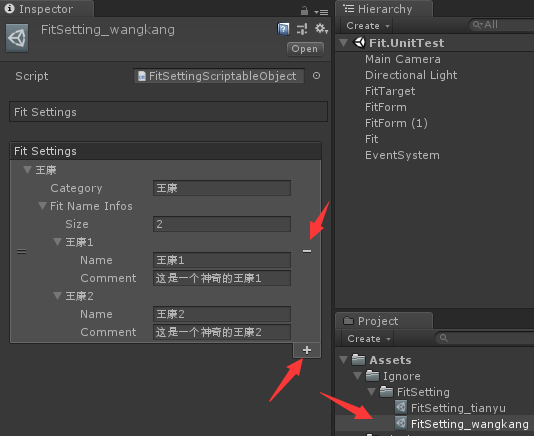 Inspector
FitSetting_wangkang
Open
Script
FitSettingScriptableObject
Fit Settings
Fit Settings
王康
Category
王康
Fit Name Infos
Size
2
王康1
Name
王康1
Comment
这是一个神奇的王康1
王康2
Name
王康2
Comment
这是一个神奇的王康2
Hierarchy
Create
All
Fit.UnitTest
Main Camera
Directional Light
FitTarget
FitForm
FitForm (1)
Fit
EventSystem
Project
Create
Assets
Ignore
FitSetting
FitSetting_tianyu
FitSetting_wangkang